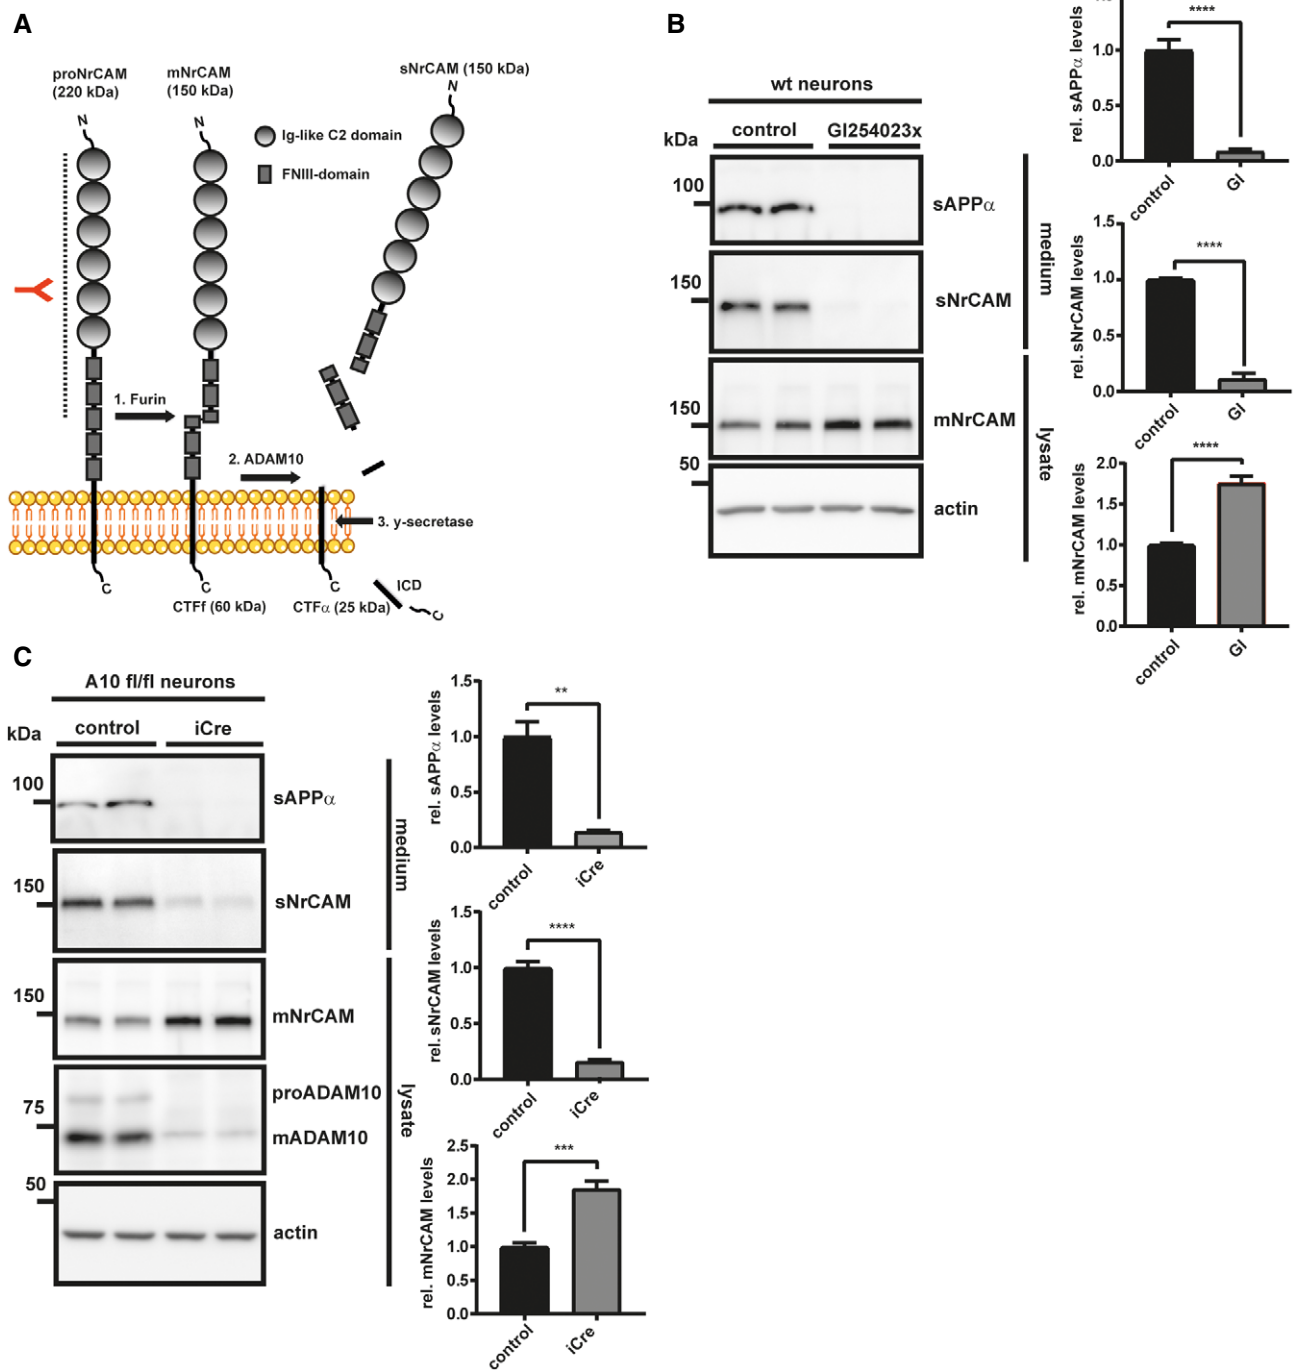 A
proNrCAM
(220 kDa)
mNrCAM
(150 kDa)
sNrCAM (150 kDa)
N
N
N
Ig-like C2 domain
FNIII-domain
1. Furin
2. ADAM10
3. y-secretase
C
C
C
C
ICD
CTFf (60 kDa)
CTFα (25 kDa)
B
wt neurons
kDa
control
GI254023x
100
sAPPα
150
sNrCAM
150
mNrCAM
50
actin
medium
lysate
rel. sAPPα levels
1.0
0.5
0.0
****
control
GI
rel. sNrCAM levels
1.5
1.0
0.5
0.0
****
control
GI
rel. mNrCAM levels
2.0
1.5
1.0
0.5
0.0
****
control
GI
C
A10 fl/fl neurons
kDa
control
iCre
100
sAPPα
150
sNrCAM
150
mNrCAM
75
proADAM10
mADAM10
50
actin
medium
lysate
rel. sAPPα levels
1.5
1.0
0.5
0.0
**
control
iCre
rel. sNrCAM levels
1.5
1.0
0.5
0.0
****
control
iCre
rel. mNrCAM levels
2.5
2.0
1.5
1.0
0.5
0.0
***
control
iCre